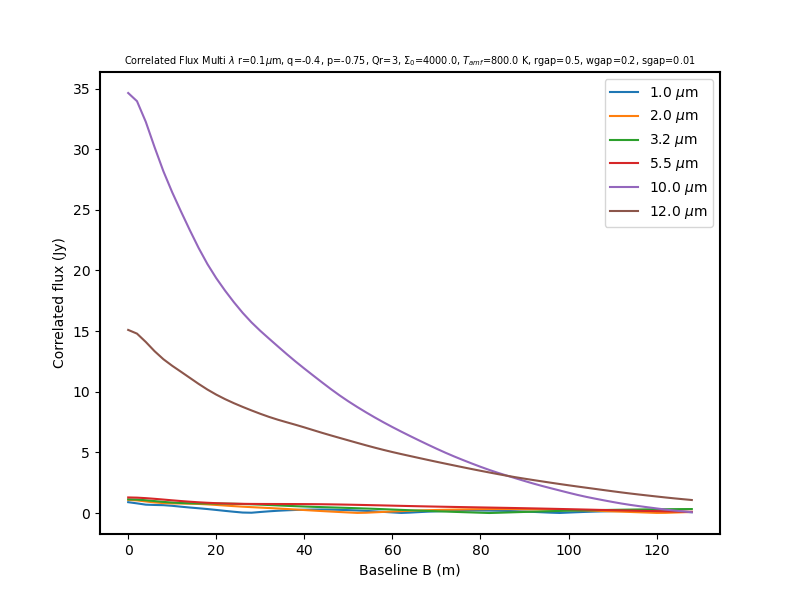 Correlated Flux Multi λ r=0.1μm, q=-0.4, p=-0.75, Qr=3, Σ₀=4000.0, Tₐₘf=800.0 K, rgap=0.5, wgap=0.2, sgap=0.01
35
30
25
20
15
10
5
0
Correlated flux (Jy)
1.0 μm
2.0 μm
3.2 μm
5.5 μm
10.0 μm
12.0 μm
0 20 40 60 80 100 120
Baseline B (m)